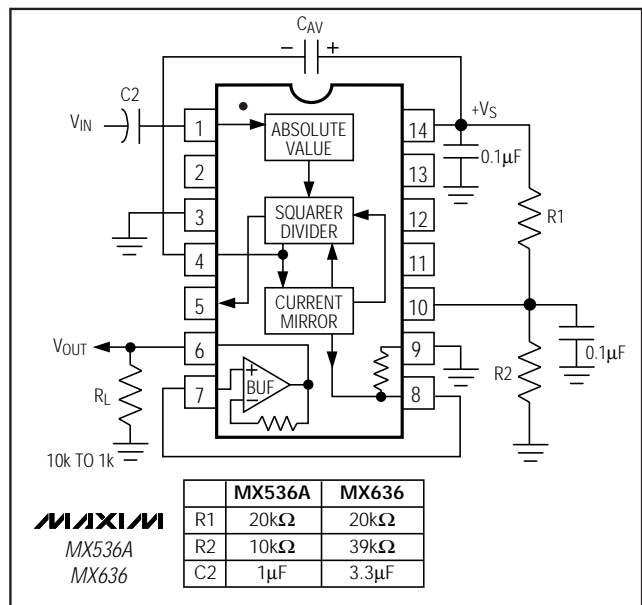 CAV
− +
C2
+VS
VIN
1
ABSOLUTE
VALUE
14
0.1µF
2
13
3
SQUARER
DIVIDER
12
R1
4
11
5
CURRENT
MIRROR
10
VOUT
6
9
0.1µF
R2
RL
7
+
−
BUF
8
10k TO 1k
MAXIM
MX536A
MX636
MX536A MX636
R1 20kΩ 20kΩ
R2 10kΩ 39kΩ
C2 1µF 3.3µF